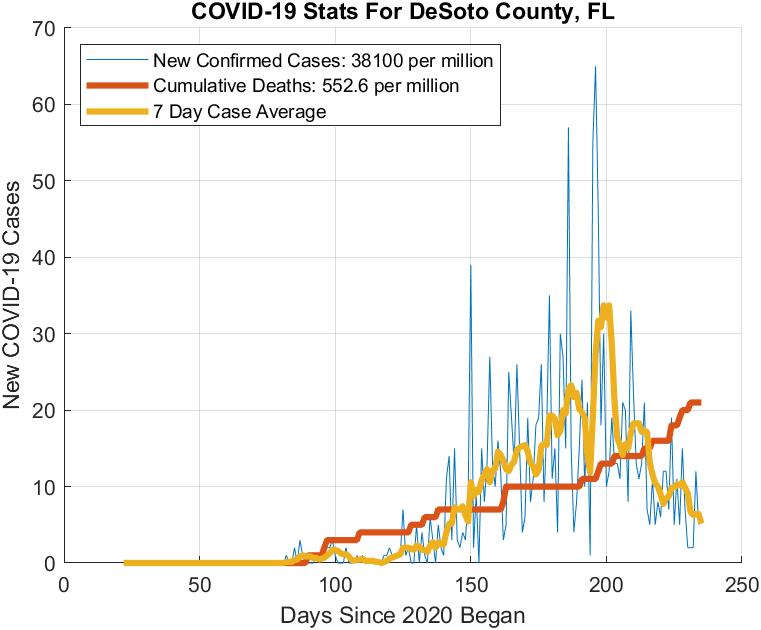 COVID-19 Stats For DeSoto County, FL
New Confirmed Cases: 38100 per million
Cumulative Deaths: 552.6 per million
7 Day Case Average
New COVID-19 Cases
70
60
50
40
30
20
10
0
0 50 100 150 200 250
Days Since 2020 Began